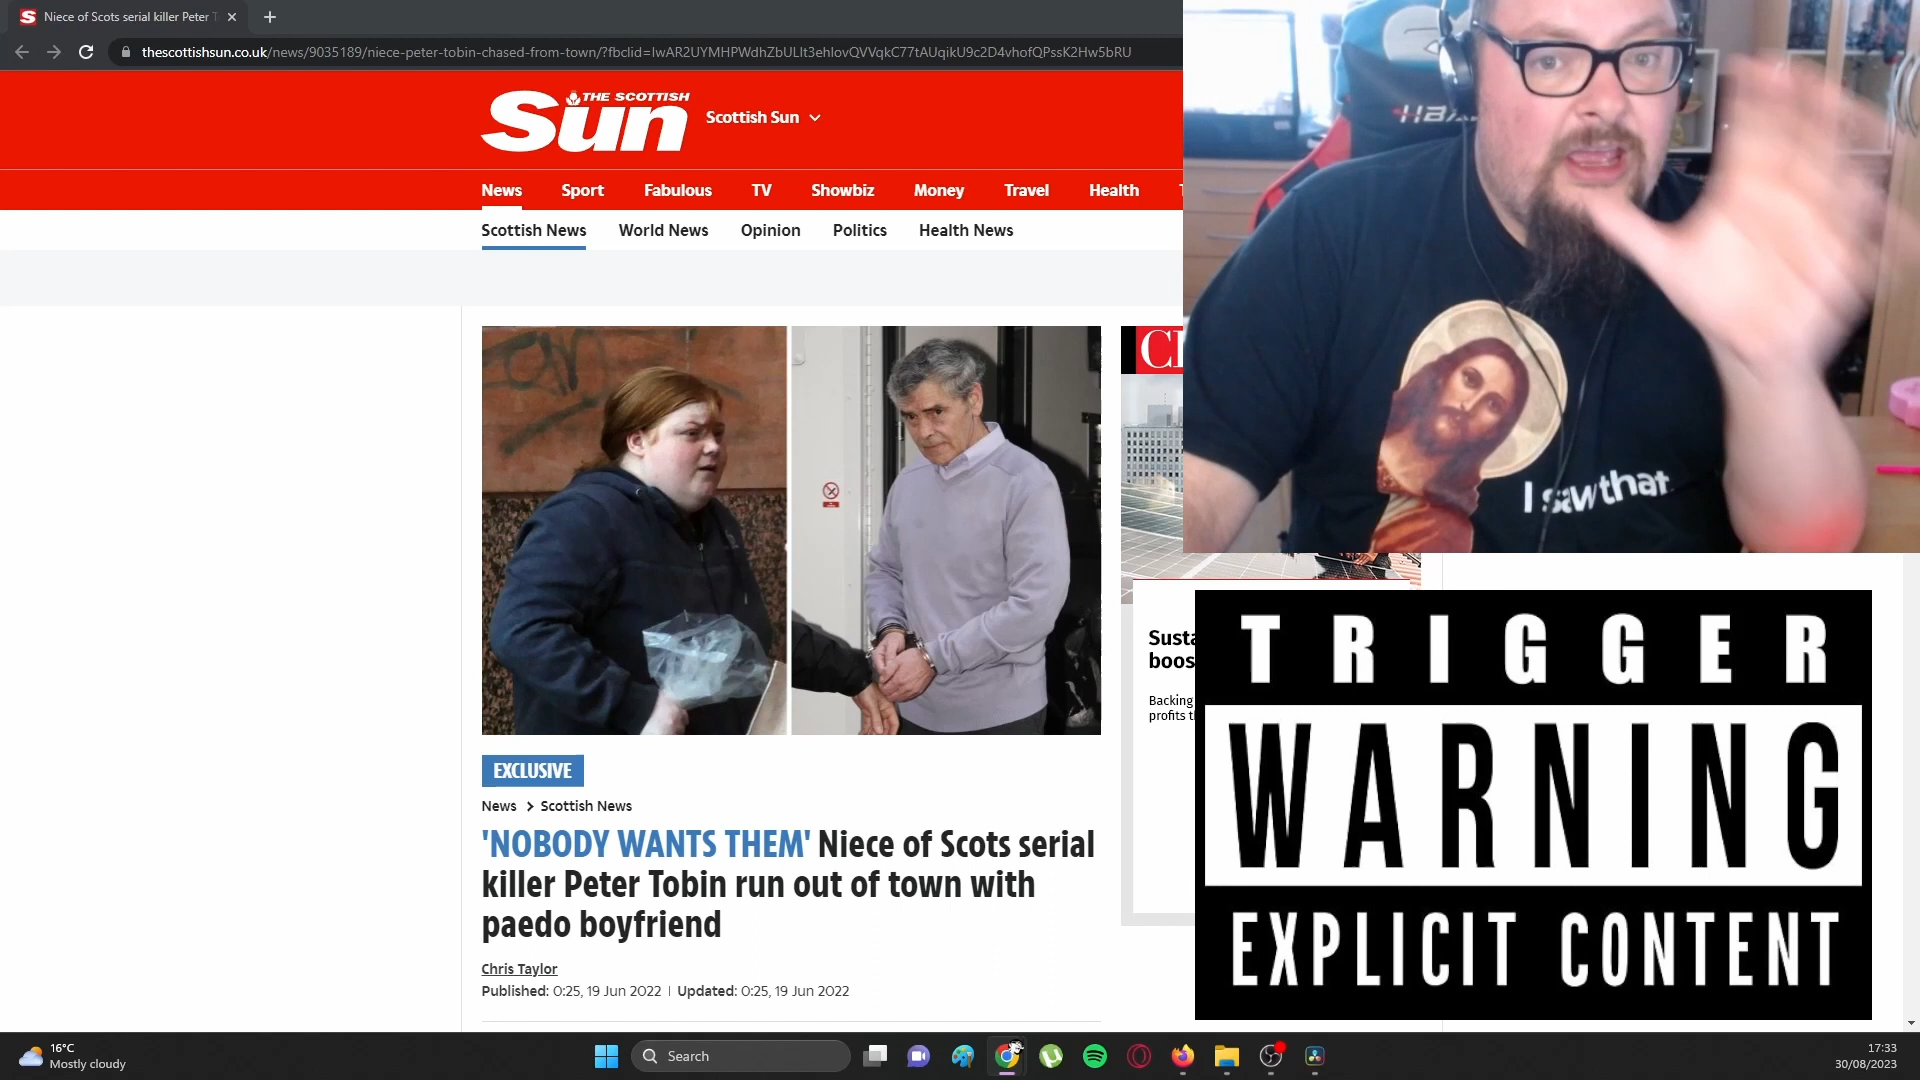 Niece of Scots serial killer Peter T
thescottishsun.co.uk/news/9035189/niece-peter-tobin-chased-from-town/?fbclid=IwAR2UYMHPWdhZbULIt3ehlovQVVqkC77tAUqikU9c2D4vhofQPssK2Hw5bRU
THE SCOTTISH
Sun
Scottish Sun
News Sport Fabulous TV Showbiz Money Travel Health
Scottish News World News Opinion Politics Health News
I saw that
EXCLUSIVE
News > Scottish News
'NOBODY WANTS THEM' Niece of Scots serial
killer Peter Tobin run out of town with
paedo boyfriend
Chris Taylor
Published: 0:25, 19 Jun 2022 | Updated: 0:25, 19 Jun 2022
Backing
TRIGGER
WARNING
EXPLICIT CONTENT
16°C
Mostly cloudy
Search
17:33
30/08/2023